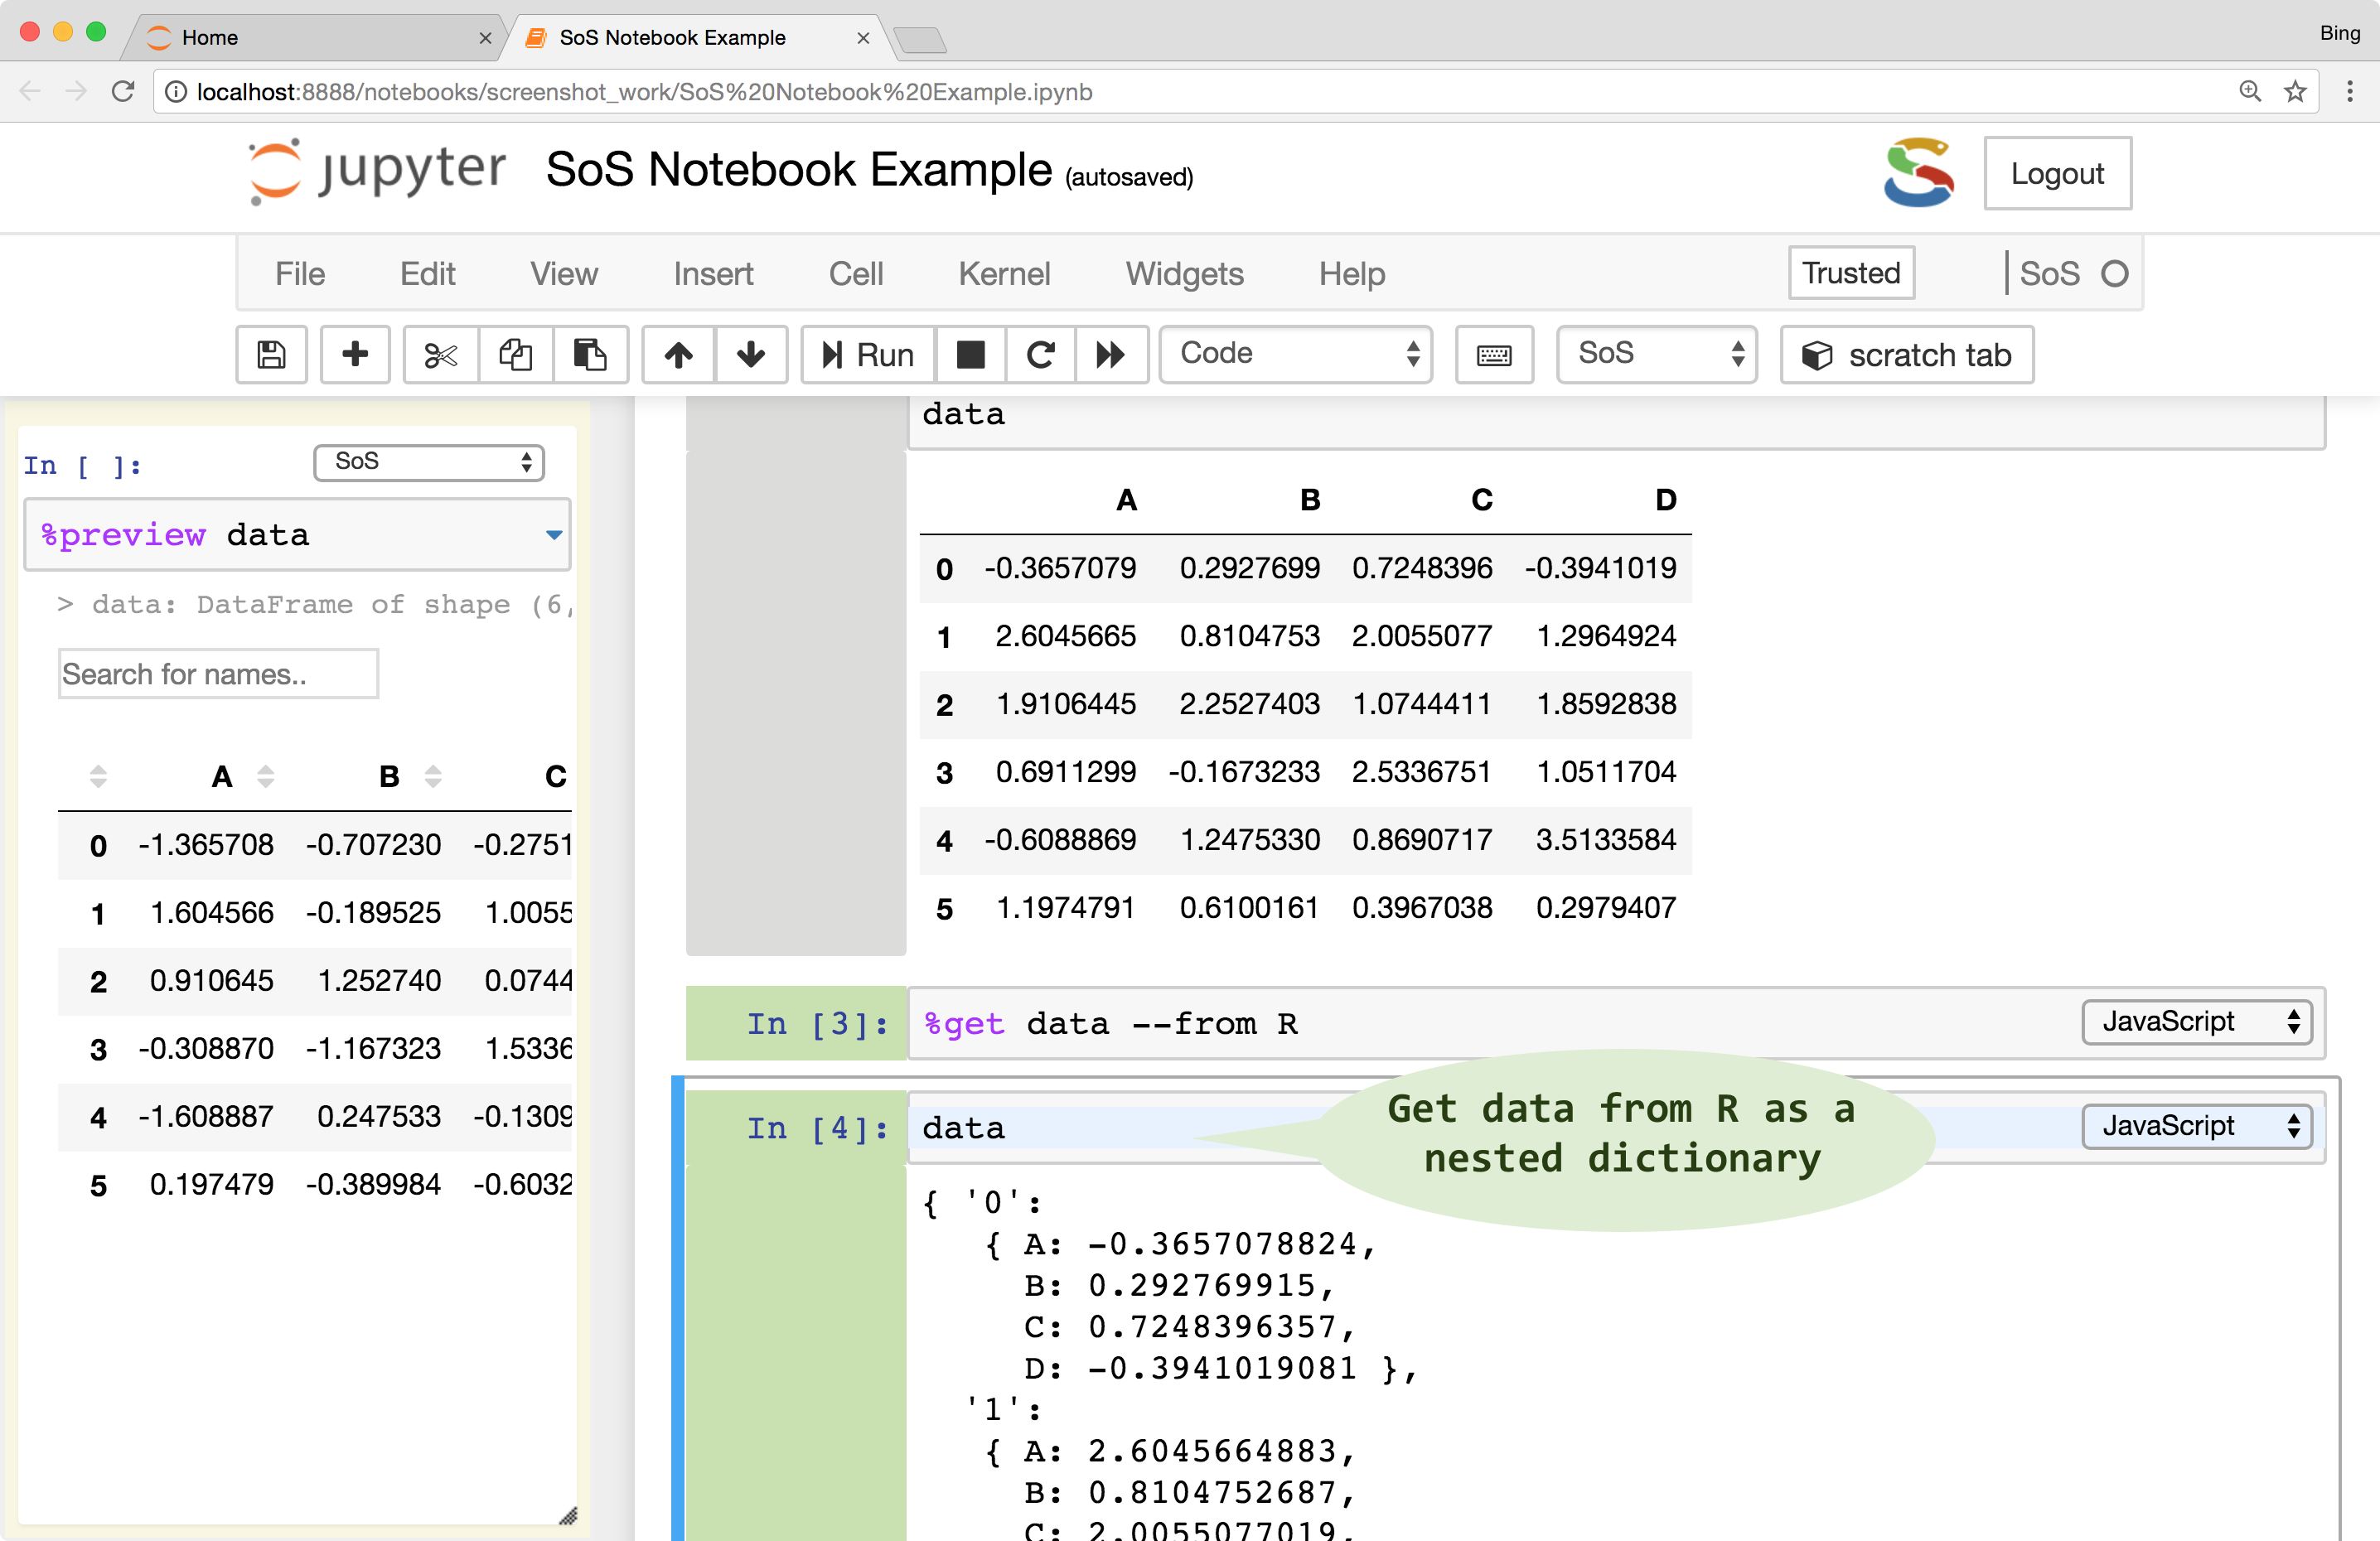 Home
SoS Notebook Example
Bing
localhost:8888/notebooks/screenshot_work/SoS%20Notebook%20Example.ipynb
jupyter SoS Notebook Example (autosaved)
Logout
File Edit View Insert Cell Kernel Widgets Help Trusted SoS
Run Code SoS scratch tab
In [ ]: SoS
%preview data
> data: DataFrame of shape (6,
Search for names..
A B C
0 -1.365708 -0.707230 -0.2751
1 1.604566 -0.189525 1.0055
2 0.910645 1.252740 0.0744
3 -0.308870 -1.167323 1.5336
4 -1.608887 0.247533 -0.1309
5 0.197479 -0.389984 -0.6032
data
A B C D
0 -0.3657079 0.2927699 0.7248396 -0.3941019
1 2.6045665 0.8104753 2.0055077 1.2964924
2 1.9106445 2.2527403 1.0744411 1.8592838
3 0.6911299 -0.1673233 2.5336751 1.0511704
4 -0.6088869 1.2475330 0.8690717 3.5133584
5 1.1974791 0.6100161 0.3967038 0.2979407
In [3]: %get data --from R JavaScript
In [4]: data JavaScript
Get data from R as a
nested dictionary
{ '0':
{ A: -0.3657078824,
B: 0.292769915,
C: 0.7248396357,
D: -0.3941019081 },
'1':
{ A: 2.6045664883,
B: 0.8104752687,
C: 2.0055077019,